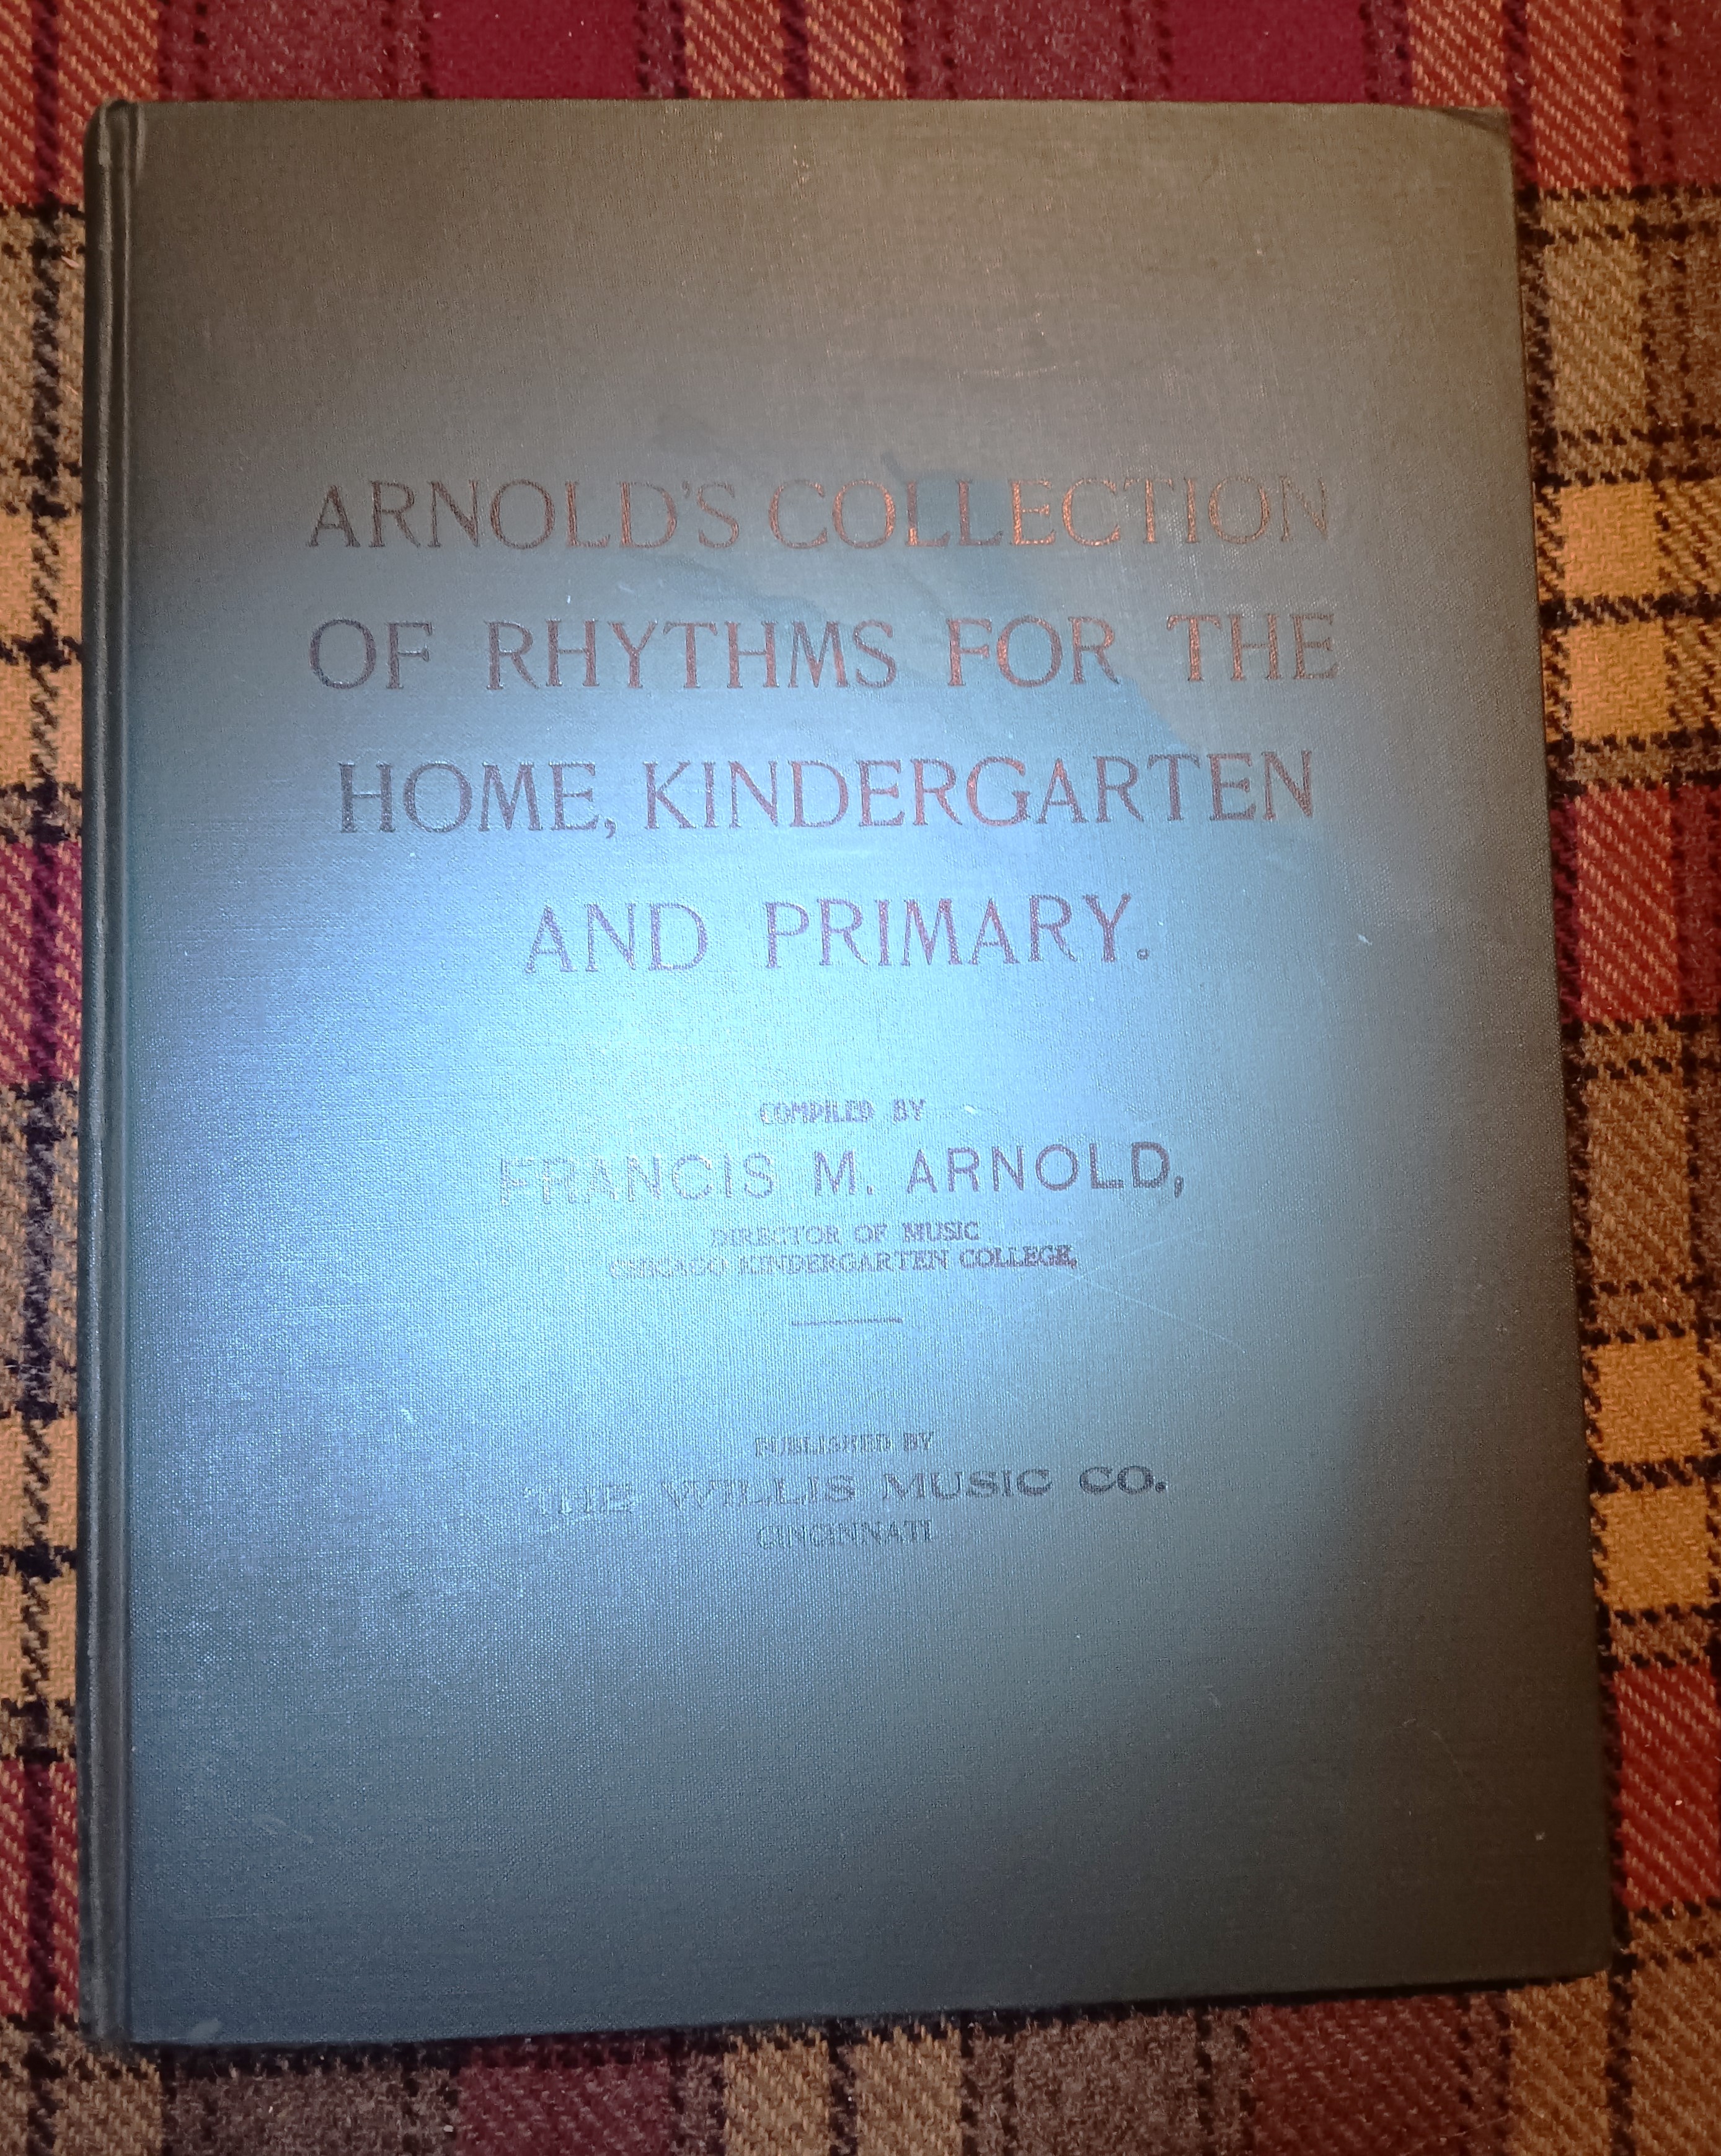 ARNOLD'S COLLECTION
OF RHYTHMS FOR THE
HOME, KINDERGARTEN
AND PRIMARY.
COMPILED BY
FRANCIS M. ARNOLD,
DIRECTOR OF MUSIC
CHICAGO KINDERGARTEN COLLEGE,
PUBLISHED BY
THE WILLIS MUSIC CO.
CINCINNATI